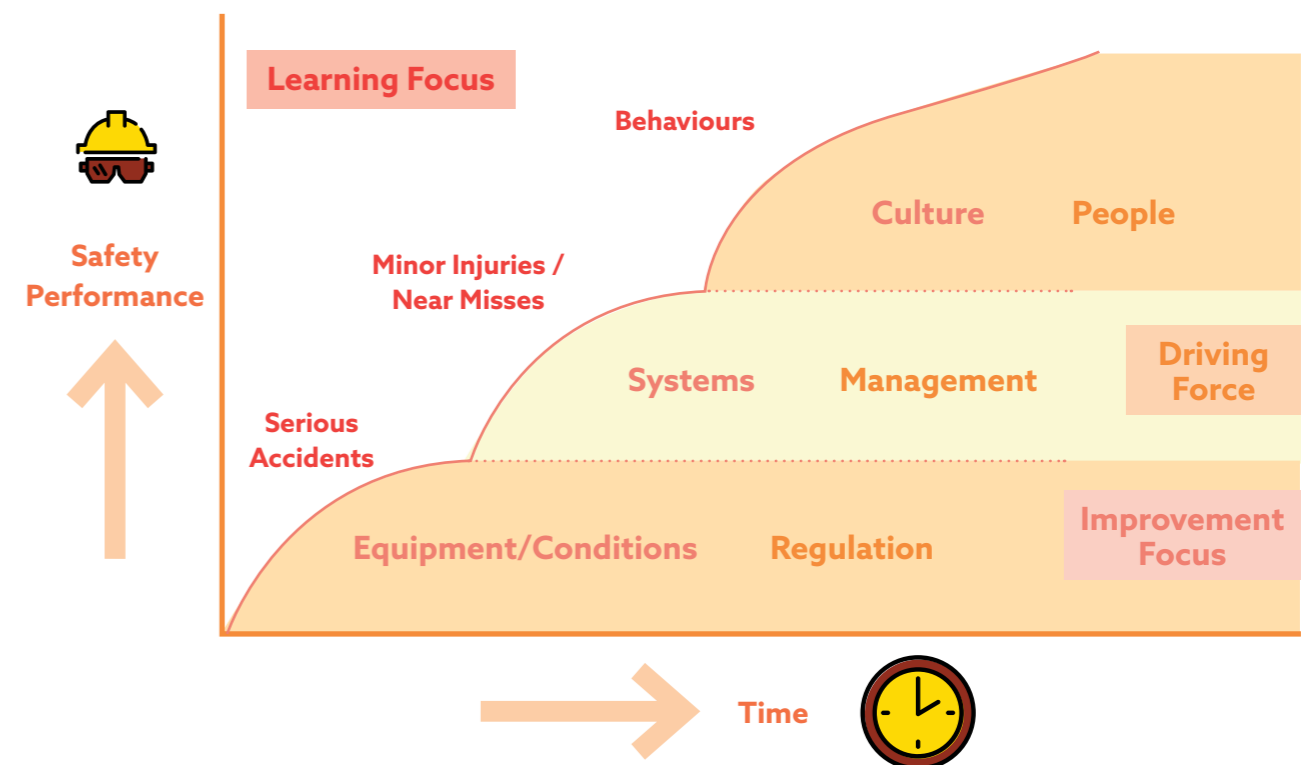 Learning Focus
Behaviours
Culture
People
Safety
Performance
Minor Injuries /
Near Misses
Systems
Management
Driving
Force
Serious
Accidents
Equipment/Conditions
Regulation
Improvement
Focus
Time